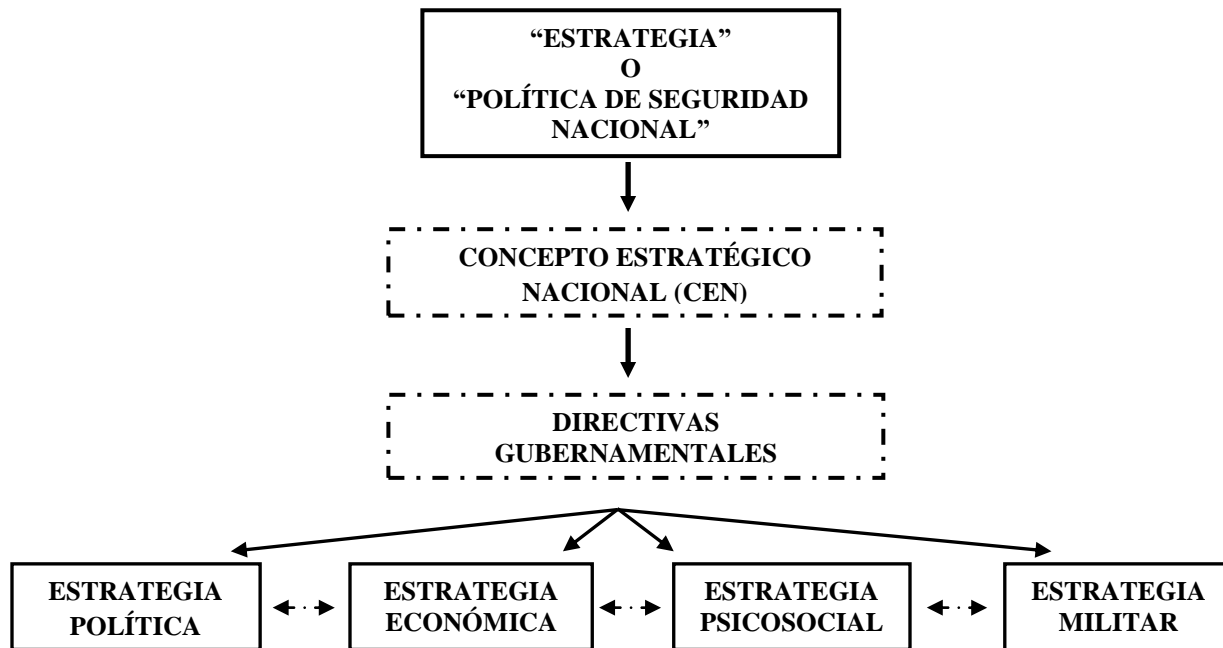 “ESTRATEGIA”
O
“POLÍTICA DE SEGURIDAD
NACIONAL”
CONCEPTO ESTRATÉGICO
NACIONAL (CEN)
DIRECTIVAS
GUBERNAMENTALES
ESTRATEGIA
POLÍTICA
ESTRATEGIA
ECONÓMICA
ESTRATEGIA
PSICOSOCIAL
ESTRATEGIA
MILITAR